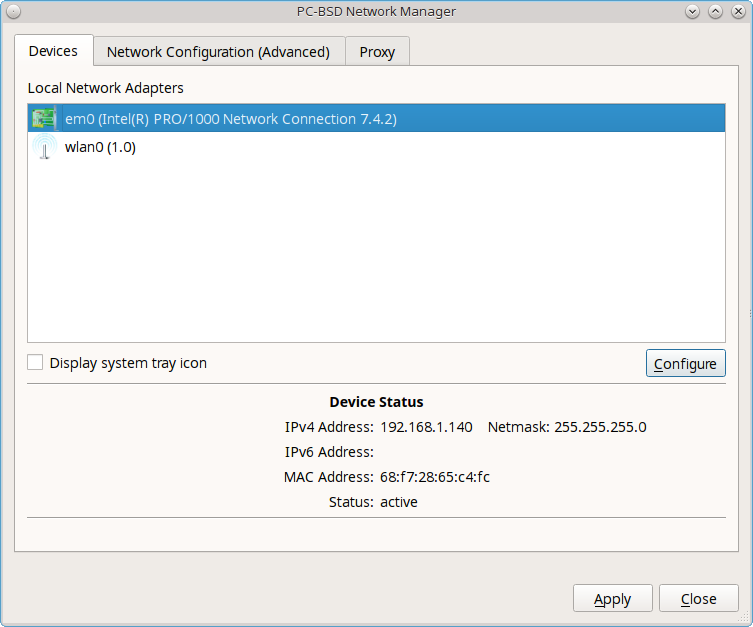 PC-BSD Network Manager
Devices Network Configuration (Advanced) Proxy
Local Network Adapters
em0 (Intel(R) PRO/1000 Network Connection 7.4.2)
wlan0 (1.0)
Display system tray icon Configure
Device Status
IPv4 Address: 192.168.1.140 Netmask: 255.255.255.0
IPv6 Address:
MAC Address: 68:f7:28:65:c4:fc
Status: active
Apply Close